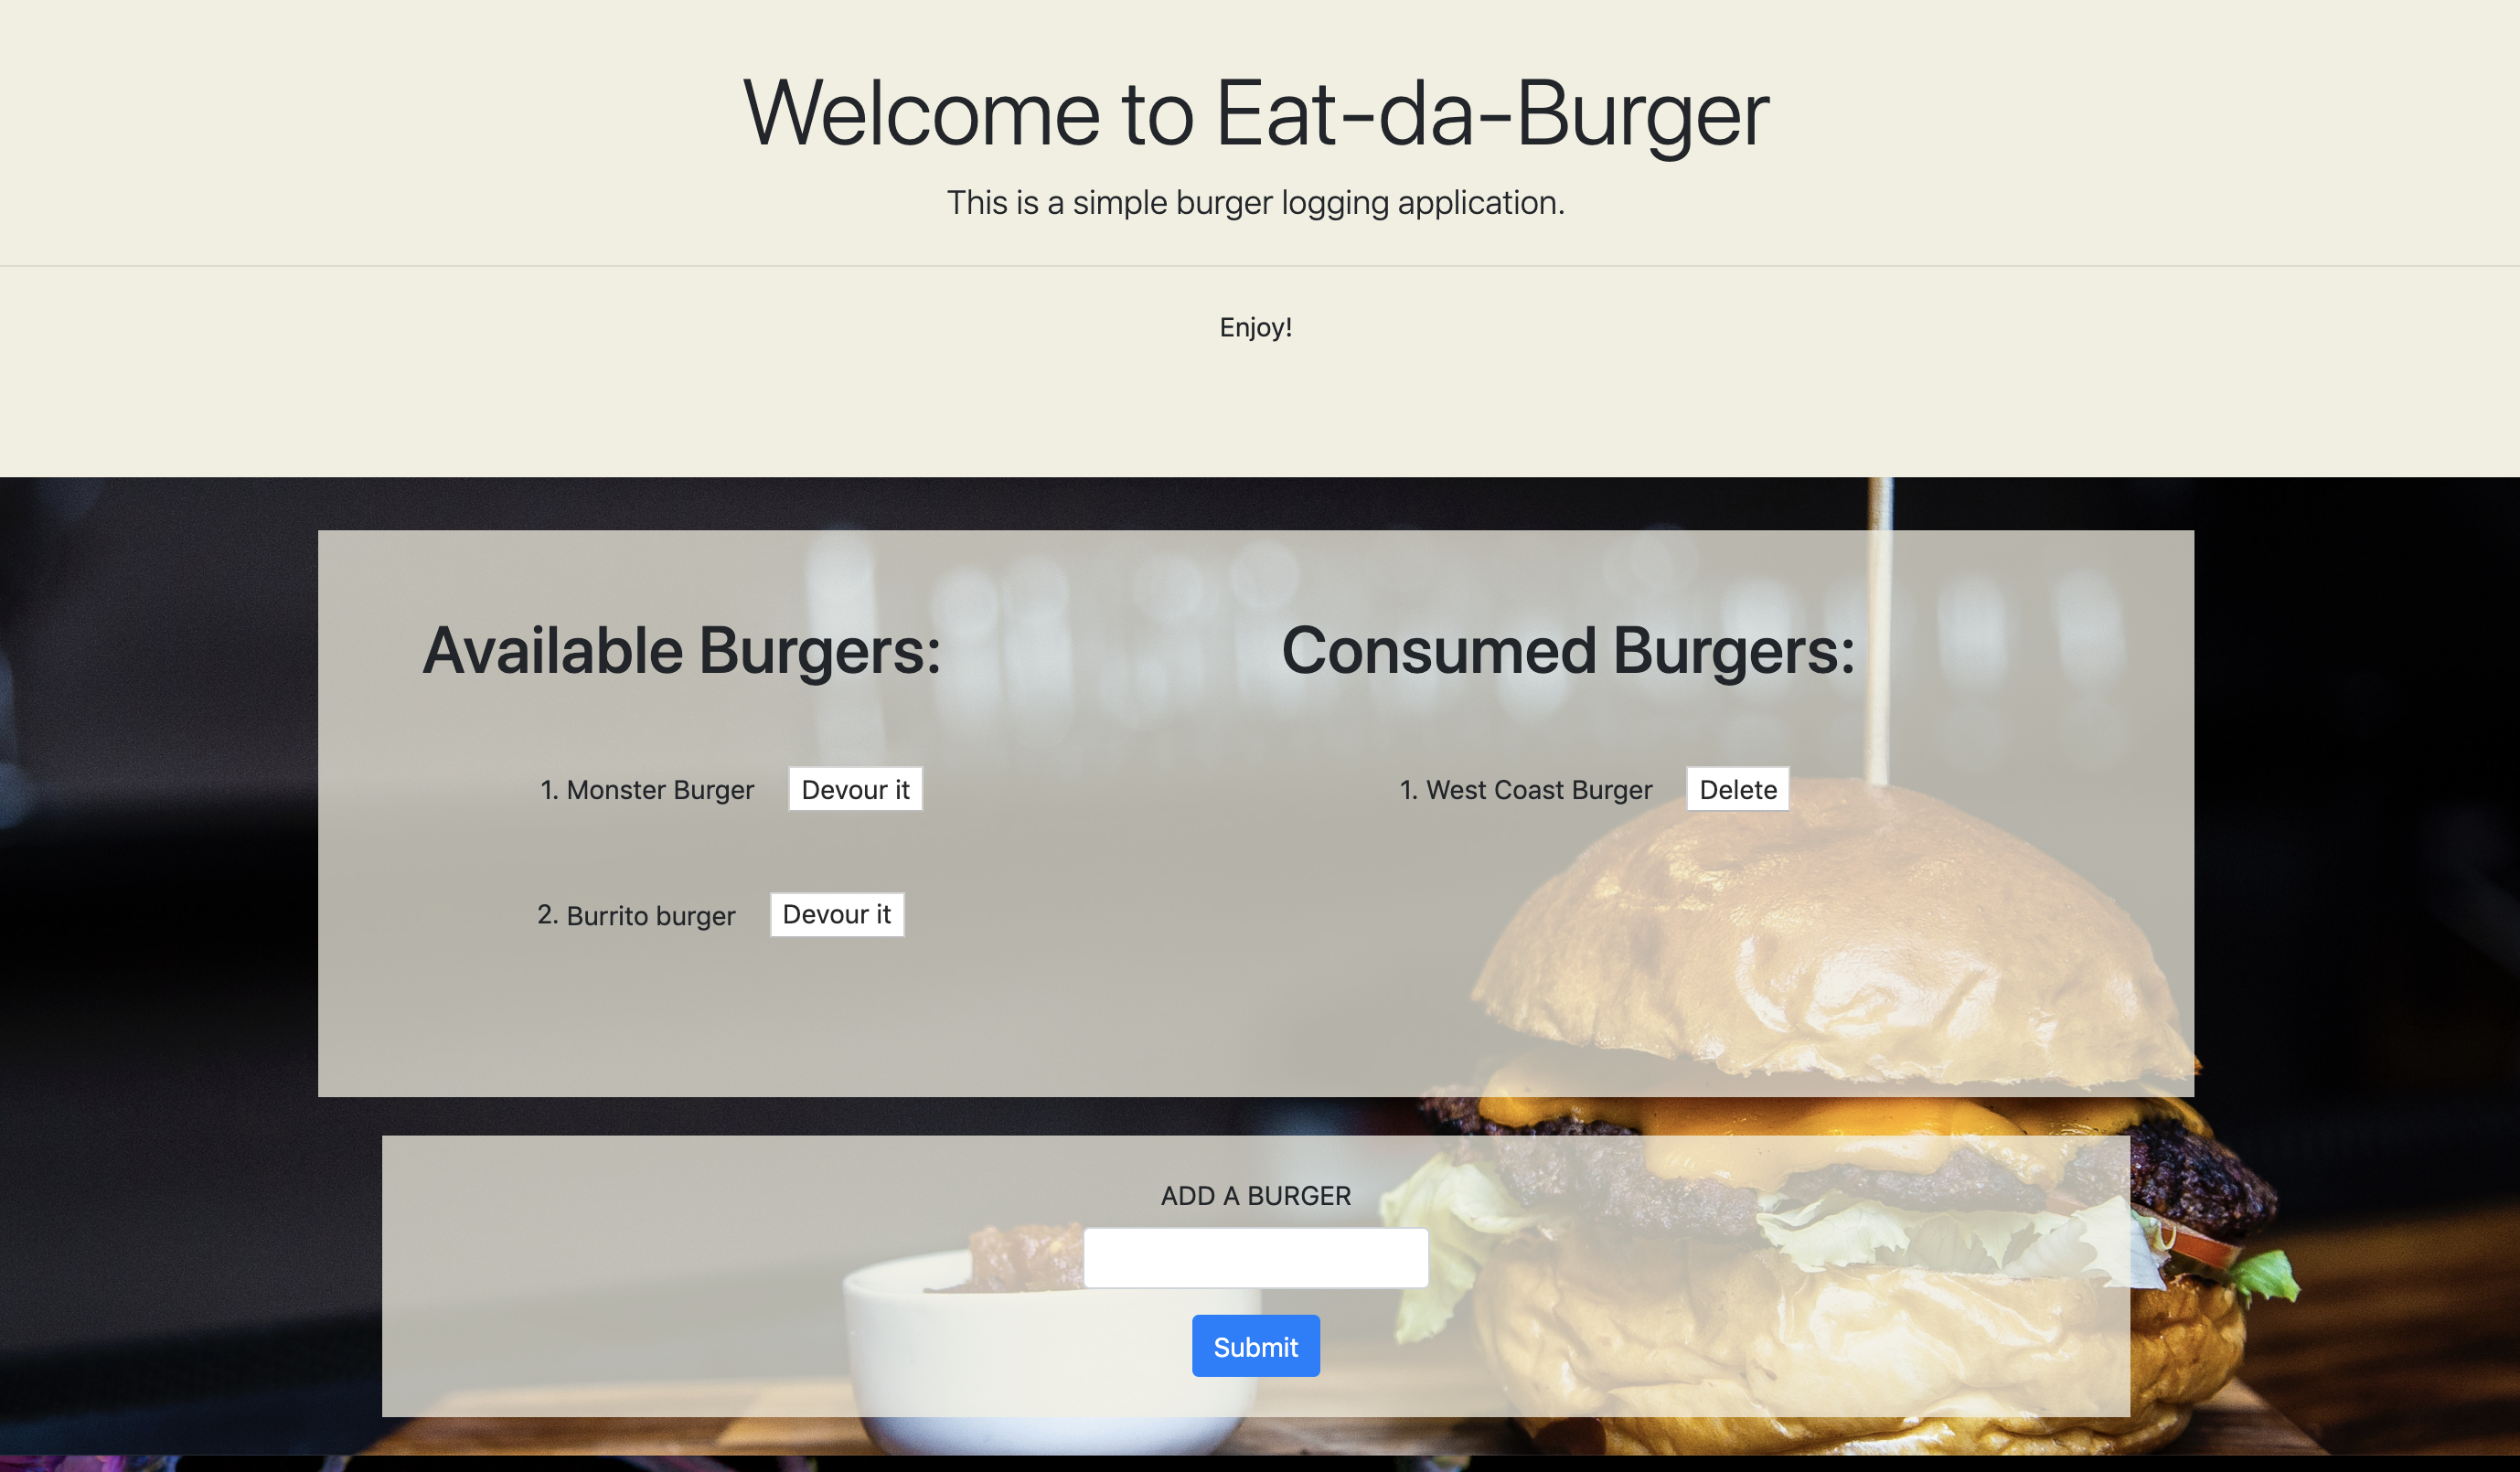 Welcome to Eat-da-Burger
This is a simple burger logging application.
Enjoy!
Available Burgers:
1. Monster Burger Devour it
2. Burrito burger Devour it
Consumed Burgers:
1. West Coast Burger Delete
ADD A BURGER
Submit